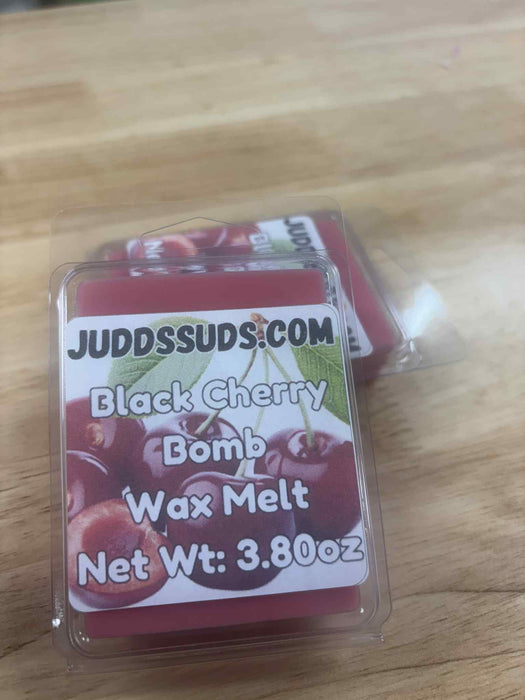 JUDDSSUDS.COM
Black Cherry
Bomb
Wax Melt
Net Wt: 3.80oz